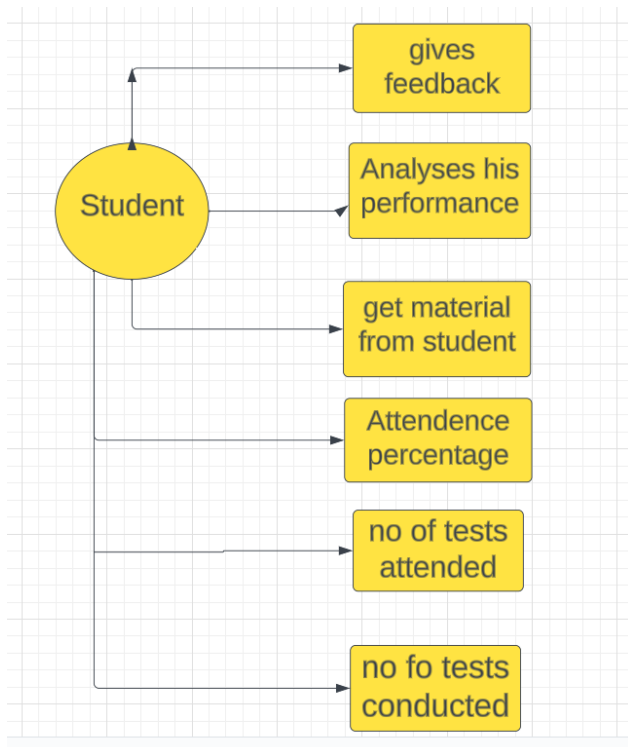 gives
feedback
Student
Analyses his
performance
get material
from student
Attendence
percentage
no of tests
attended
no fo tests
conducted